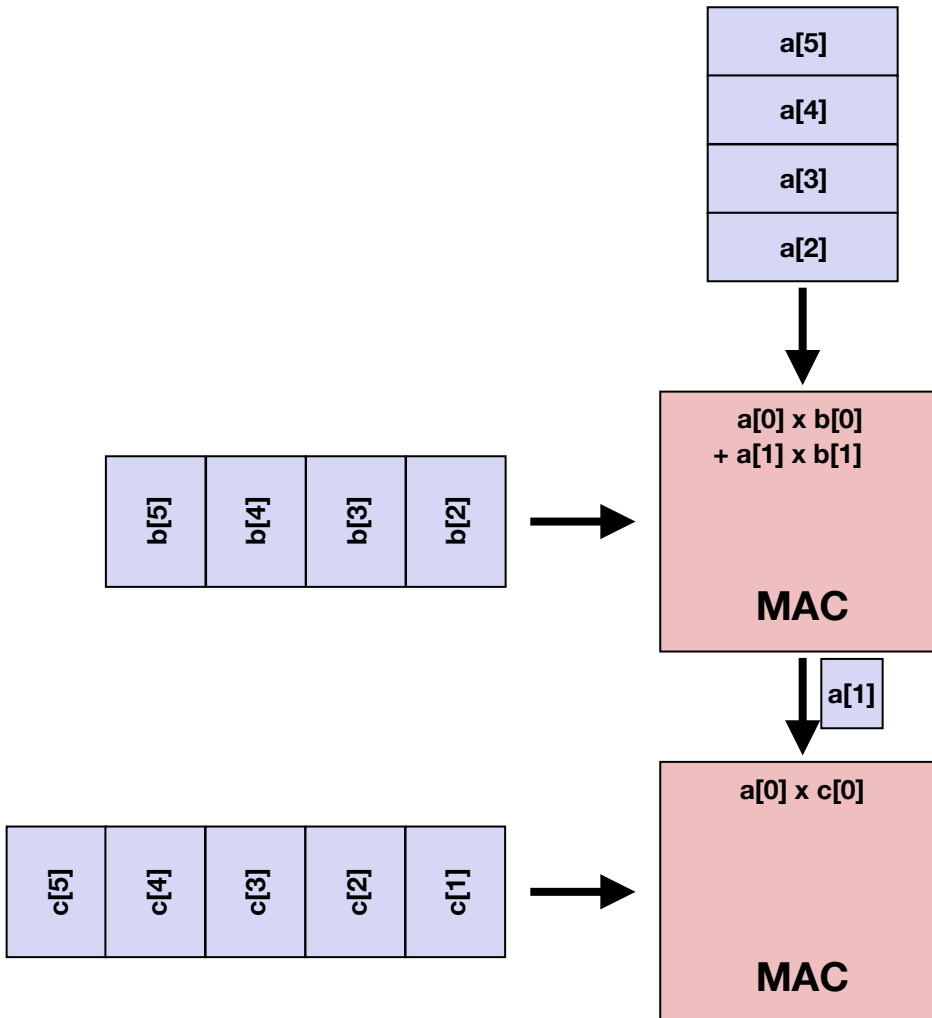 a[5]
a[4]
a[3]
a[2]
a[0] x b[0]
+ a[1] x b[1]
b[5] b[4] b[3] b[2]
MAC
a[1]
a[0] x c[0]
c[5] c[4] c[3] c[2] c[1]
MAC